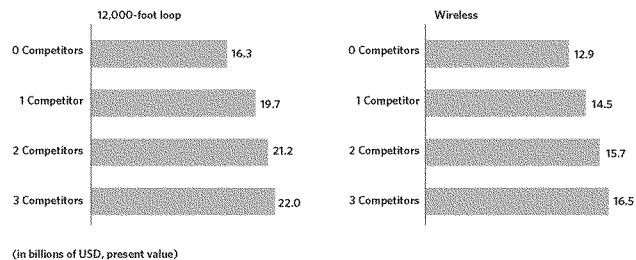 12,000-foot loop
0 Competitors 16.3
1 Competitor 19.7
2 Competitors 21.2
3 Competitors 22.0
Wireless
0 Competitors 12.9
1 Competitor 14.5
2 Competitors 15.7
3 Competitors 16.5
(in billions of USD, present value)